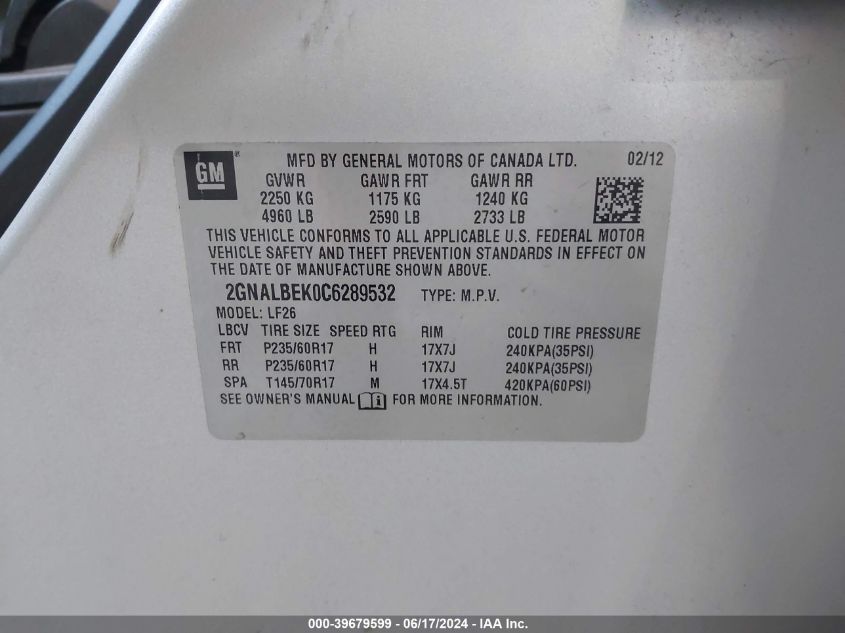 GM ® MFD BY GENERAL MOTORS OF CANADA LTD. 02/12
GVWR GAWR FRT GAWR RR
2250 KG 1175 KG 1240 KG
4960 LB 2590 LB 2733 LB
THIS VEHICLE CONFORMS TO ALL APPLICABLE U.S. FEDERAL MOTOR
VEHICLE SAFETY AND THEFT PREVENTION STANDARDS IN EFFECT ON
THE DATE OF MANUFACTURE SHOWN ABOVE.
2GNALBEK0C6289532 TYPE: M.P.V.
MODEL: LF26
LBCV TIRE SIZE SPEED RTG RIM COLD TIRE PRESSURE
FRT P235/60R17 H 17X7J 240KPA(35PSI)
RR P235/60R17 H 17X7J 240KPA(35PSI)
SPA T145/70R17 M 17X4.5T 420KPA(60PSI)
SEE OWNER'S MANUAL FOR MORE INFORMATION.
000-39679599 - 06/17/2024 - IAA Inc.